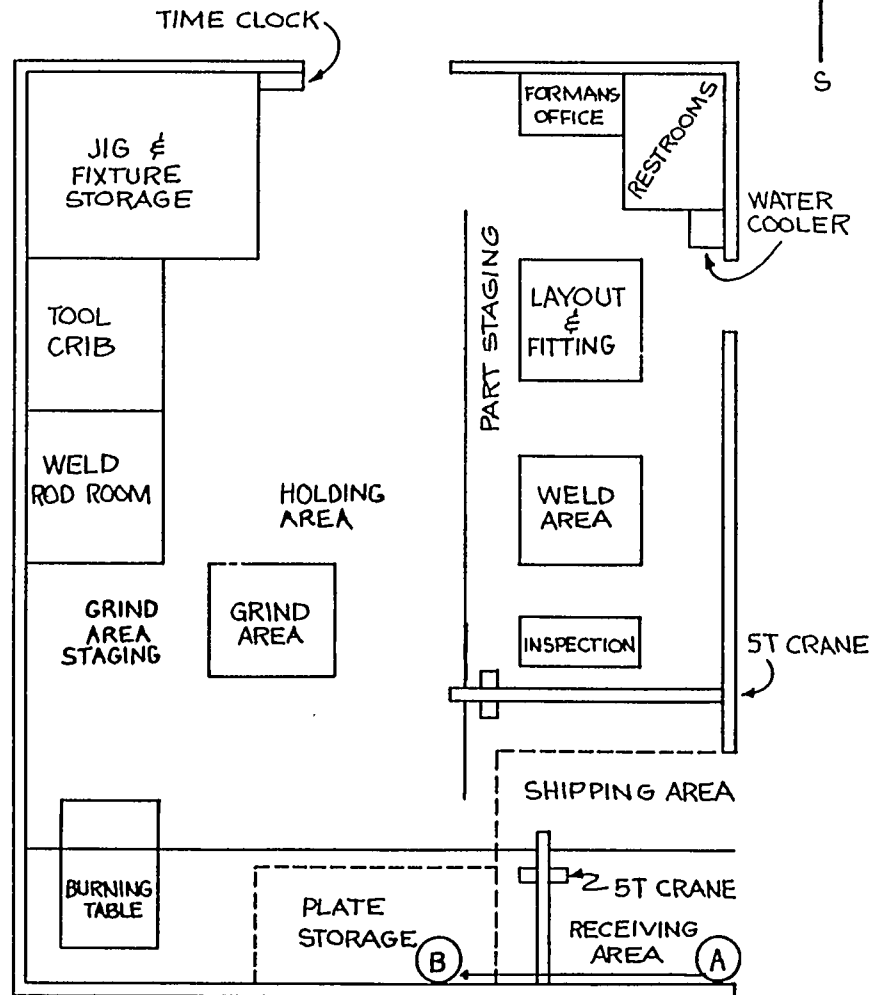 TIME CLOCK
S
JIG &
FIXTURE
STORAGE
FORMANS
OFFICE
RESTROOMS
WATER
COOLER
PART STAGING
LAYOUT
&
FITTING
TOOL
CRIB
WELD
ROD ROOM
HOLDING
AREA
WELD
AREA
GRIND
AREA
STAGING
GRIND
AREA
INSPECTION
5T CRANE
SHIPPING AREA
BURNING
TABLE
PLATE
STORAGE
5T CRANE
RECEIVING
AREA
B
A